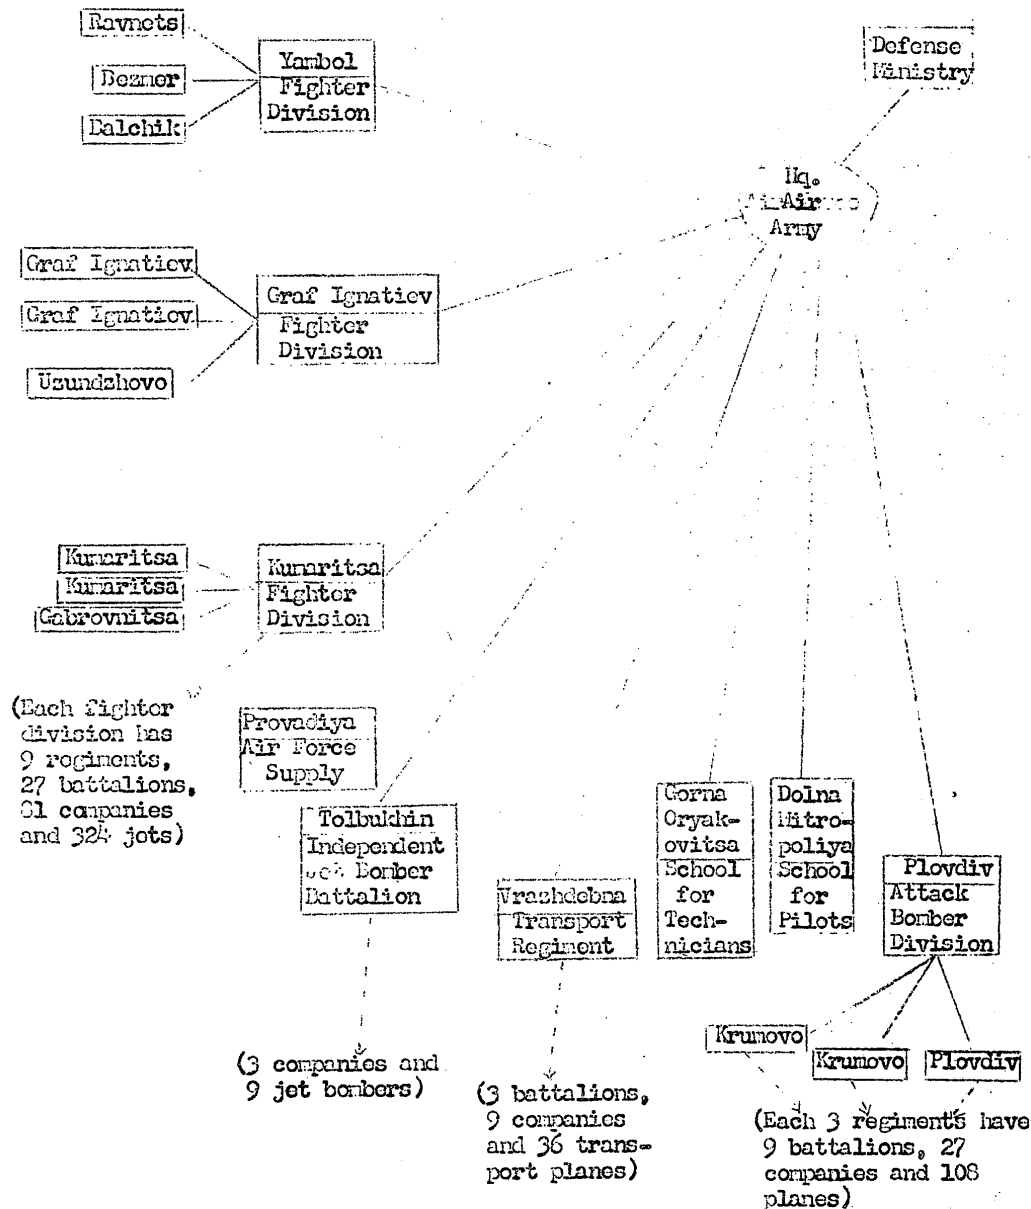 Ravnets
Bezmer
Balchik
Yambol
Fighter
Division
Defense
Ministry
Hq.
Air
Army
Graf Ignatiev
Graf Ignatiev
Uzundzhovo
Graf Ignatiev
Fighter
Division
Kumaritsa
Kumaritsa
Gabrovnitsa
Kumaritsa
Fighter
Division
(Each fighter
division has
9 regiments,
27 battalions,
81 companies
and 324 jets)
Provadiya
Air Force
Supply
Tolbukhin
Independent
Jet Bomber
Battalion
(3 companies and
9 jet bombers)
Vrazhdebna
Transport
Regiment
(3 battalions,
9 companies
and 36 trans-
port planes)
Gorna
Oryak-
ovitsa
School
for
Tech-
nicians
Dolna
Mitro-
poliya
School
for
Pilots
Plovdiv
Attack
Bomber
Division
Krumovo
Krumovo
Plovdiv
(Each 3 regiments have
9 battalions, 27
companies and 108
planes)